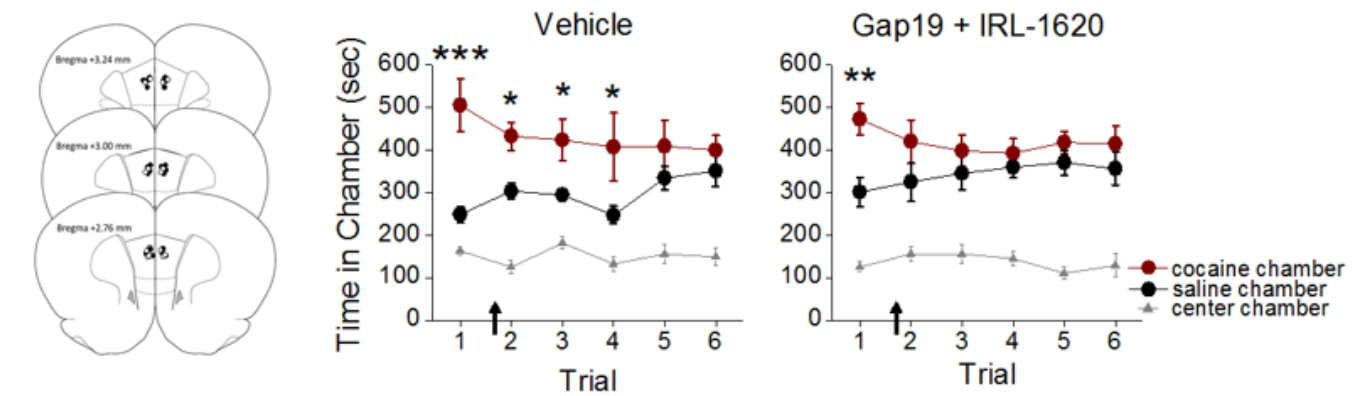 Bregma +3.24 mm
Bregma +3.00 mm
Bregma +2.76 mm
Vehicle
Time in Chamber (sec)
600
500
400
300
200
100
0
***
*
*
*
1 2 3 4 5 6
Trial
Gap19 + IRL-1620
600
500
400
300
200
100
0
**
1 2 3 4 5 6
Trial
cocaine chamber
saline chamber
center chamber